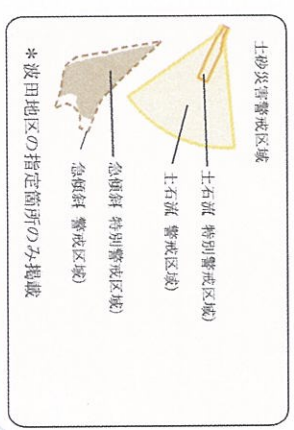 土砂災害警戒区域
土石流( 特別警戒区域)
土石流( 警戒区域)
急傾斜( 特別警戒区域)
急傾斜( 警戒区域)
＊波田地区の指定箇所のみ掲載